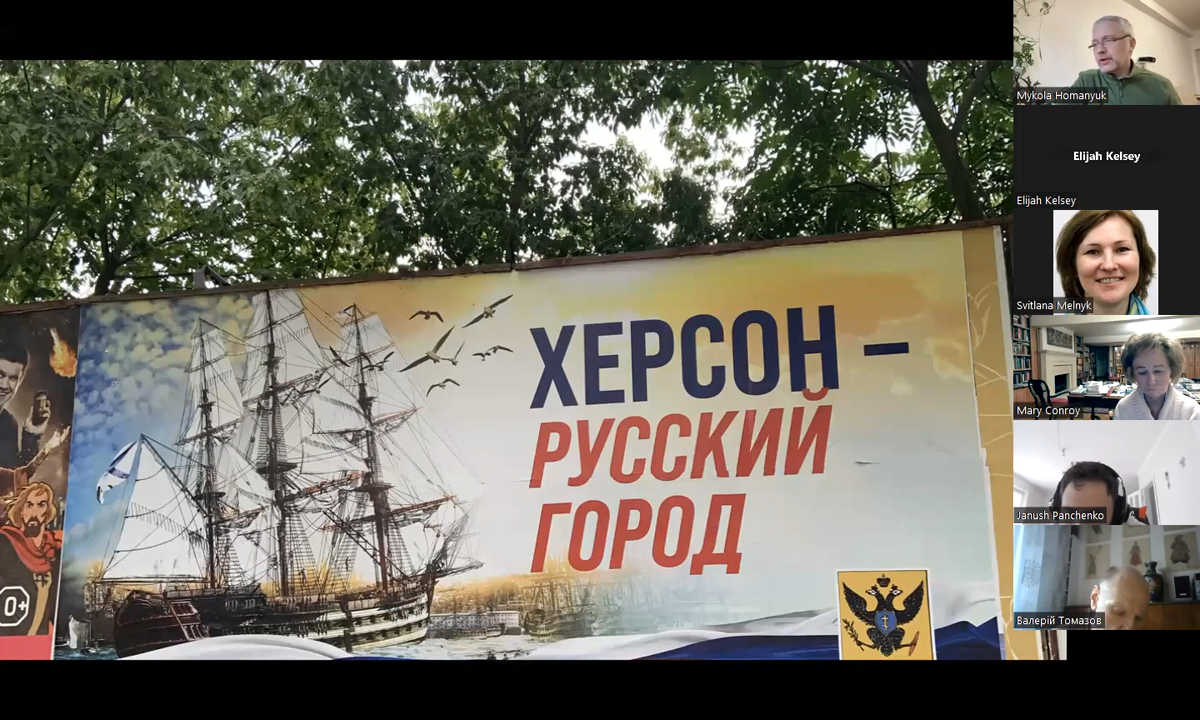 ХЕРСОН –
РУССКИЙ
ГОРОД
0+
Mykola Homanyuk
Elijah Kelsey
Elijah Kelsey
Svitlana Melnyk
Mary Conroy
Janush Panchenko
Валерій Томазов